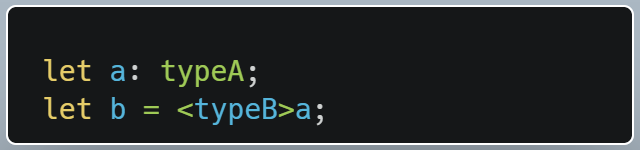 let a: typeA;
let b = <typeB>a;